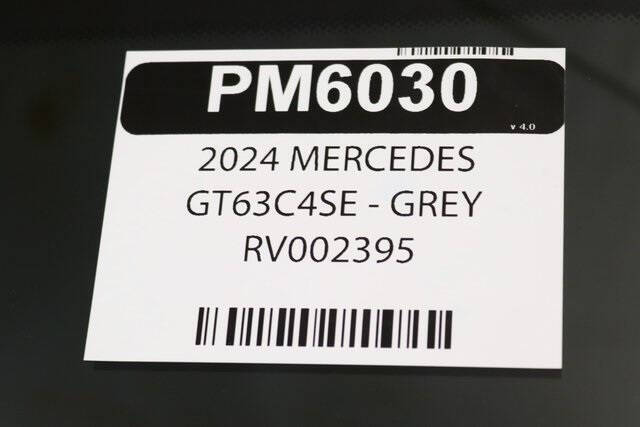 PM6030
v 4.0
2024 MERCEDES
GT63C4SE - GREY
RV002395